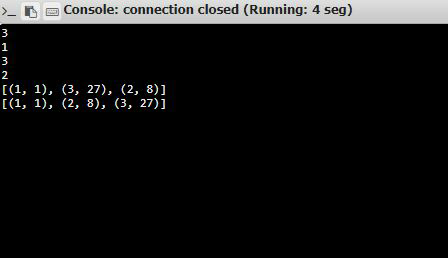 Console: connection closed (Running: 4 seg)
3
1
3
2
[(1, 1), (3, 27), (2, 8)]
[(1, 1), (2, 8), (3, 27)]